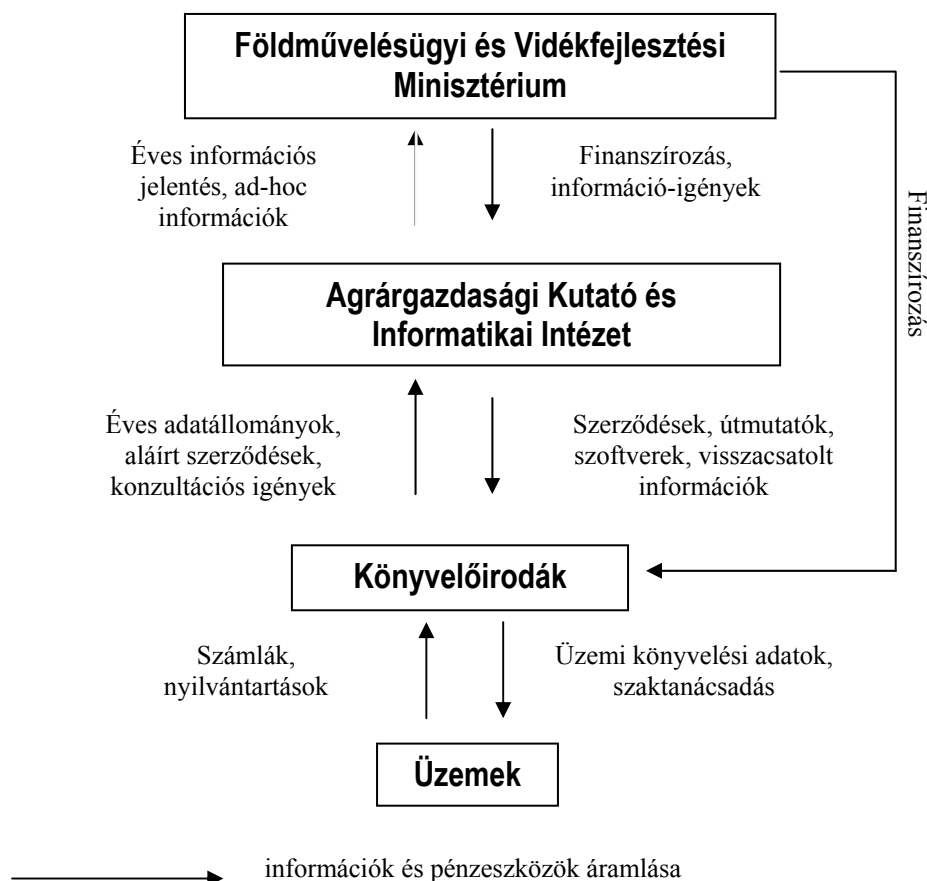 Földművelésügyi és Vidékfejlesztési
Minisztérium
Éves információs
jelentés, ad-hoc
információk
Finanszírozás,
információ-igények
Finanszírozás
Agrárgazdasági Kutató és
Informatikai Intézet
Éves adatállományok,
aláírt szerződések,
konzultációs igények
Szerződések, útmutatók,
szoftverek, visszacsatolt
információk
Könyvelőirodák
Számlák,
nyilvántartások
Üzemi könyvelési adatok,
szaktanácsadás
Üzemek
információk és pénzeszközök áramlása